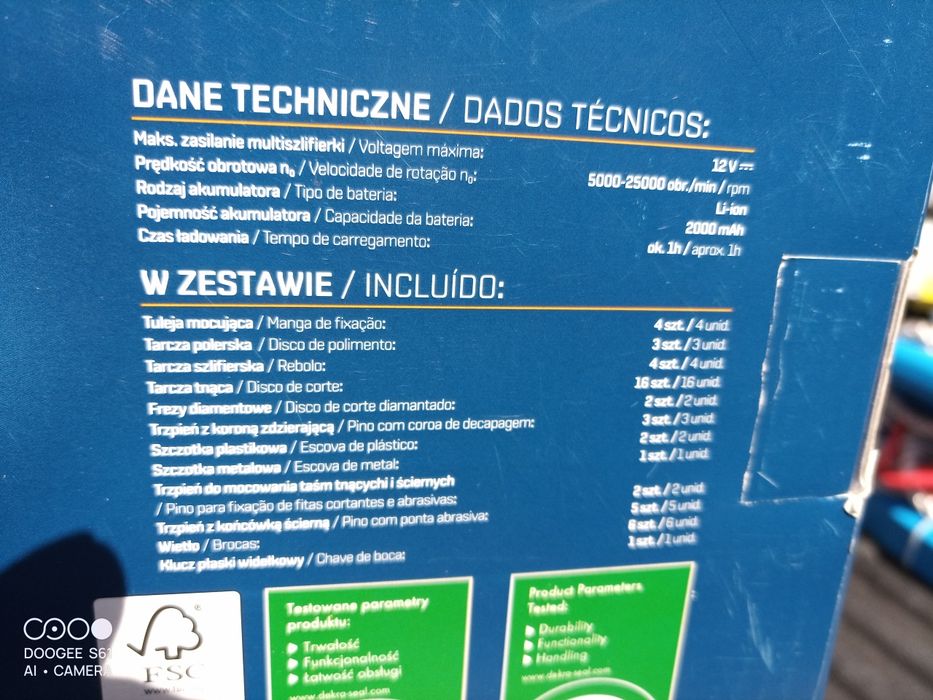 DANE TECHNICZNE / DADOS TÉCNICOS:
Maks. zasilanie multiszlifierki / Voltagem máxima: 12 V
Prędkość obrotowa n₀ / Velocidade de rotação n₀: 5000-25000 obr./min / rpm
Rodzaj akumulatora / Tipo de bateria: Li-ion
Pojemność akumulatora / Capacidade da bateria: 2000 mAh
Czas ładowania / Tempo de carregamento: ok. 1h / aprox. 1h
W ZESTAWIE / INCLUÍDO:
Tuleja mocująca / Manga de fixação: 4 szt. / 4 unid.
Tarcza polerska / Disco de polimento: 3 szt. / 3 unid.
Tarcza szlifierska / Rebolo: 4 szt. / 4 unid.
Tarcza tnąca / Disco de corte: 16 szt. / 16 unid.
Frezy diamentowe / Disco de corte diamantado: 2 szt. / 2 unid.
Trzpień z koroną zdzierającą / Pino com coroa de decapagem: 3 szt. / 3 unid.
Szczotka plastikowa / Escova de plástico: 2 szt. / 2 unid.
Szczotka metalowa / Escova de metal: 1 szt. / 1 unid.
Trzpień do mocowania taśm tnących i ściernych
/ Pino para fixação de fitas cortantes e abrasivas: 2 szt. / 2 unid.
Trzpień z końcówką ścierną / Pino com ponta abrasiva: 5 szt. / 5 unid.
Wietło / Brocas: 6 szt. / 6 unid.
Klucz płaski widełkowy / Chave de boca: 1 szt. / 1 unid.
Testowane parametry
produktu:
Trwałość
Funkcjonalność
Łatwość obsługi
www.dekra-seal.com
Product Parameters
Tested:
Durability
Functionality
Handling
www.dekra-seal.com
FSC
®
DOOGEE S61
AI • CAMERA